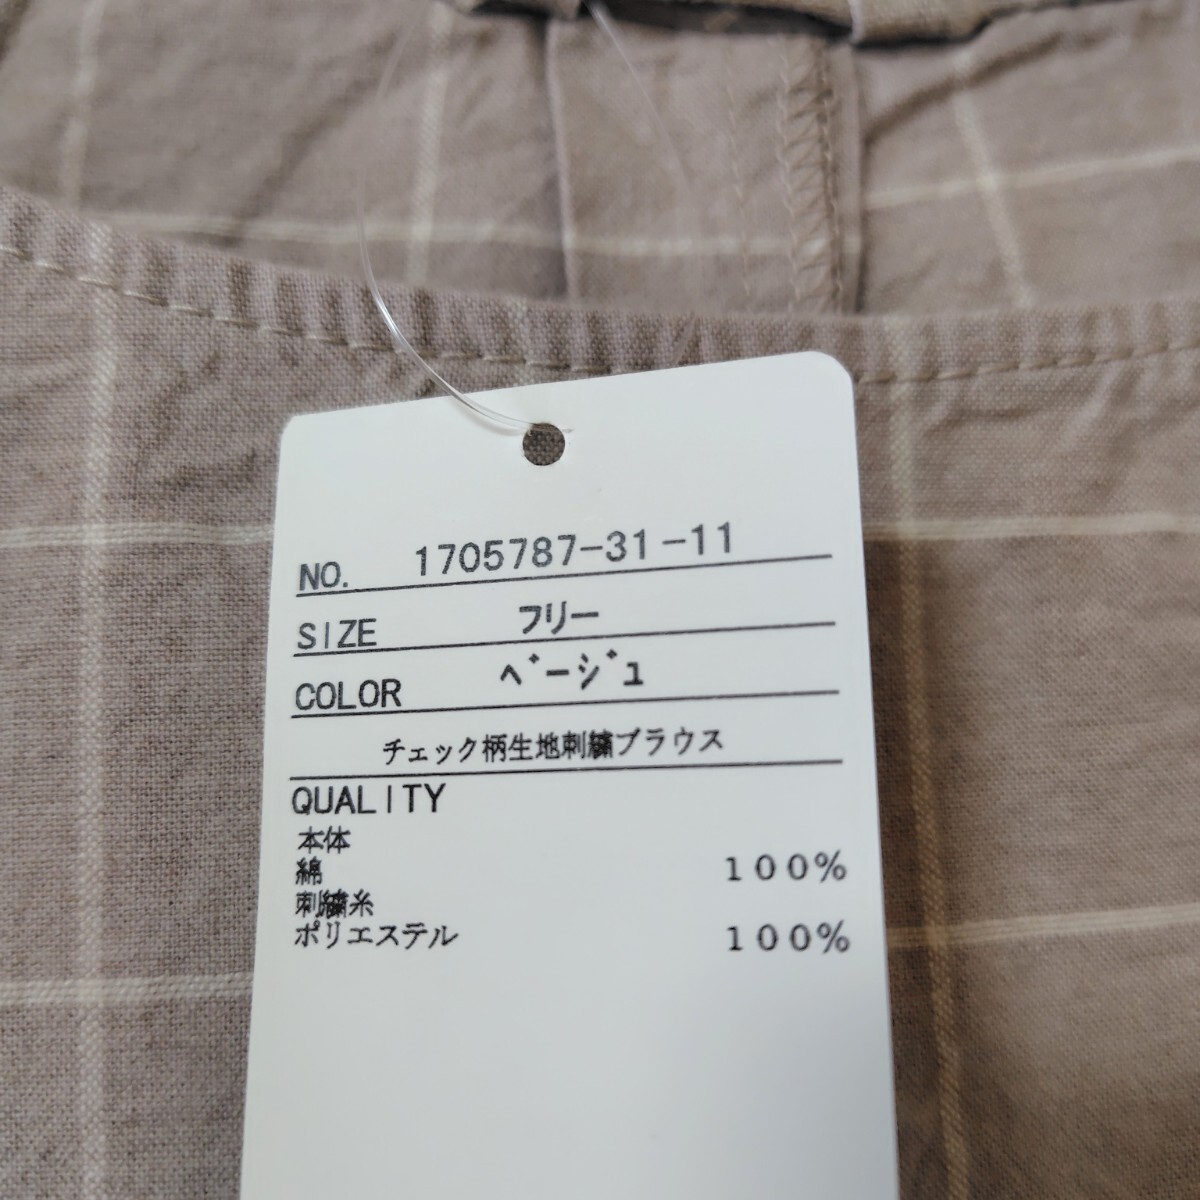 NO. 1705787-31-11
SIZE フリー
COLOR ベージュ
チェック柄生地刺繍ブラウス
QUALITY
本体
綿 100%
刺繍糸
ポリエステル 100%